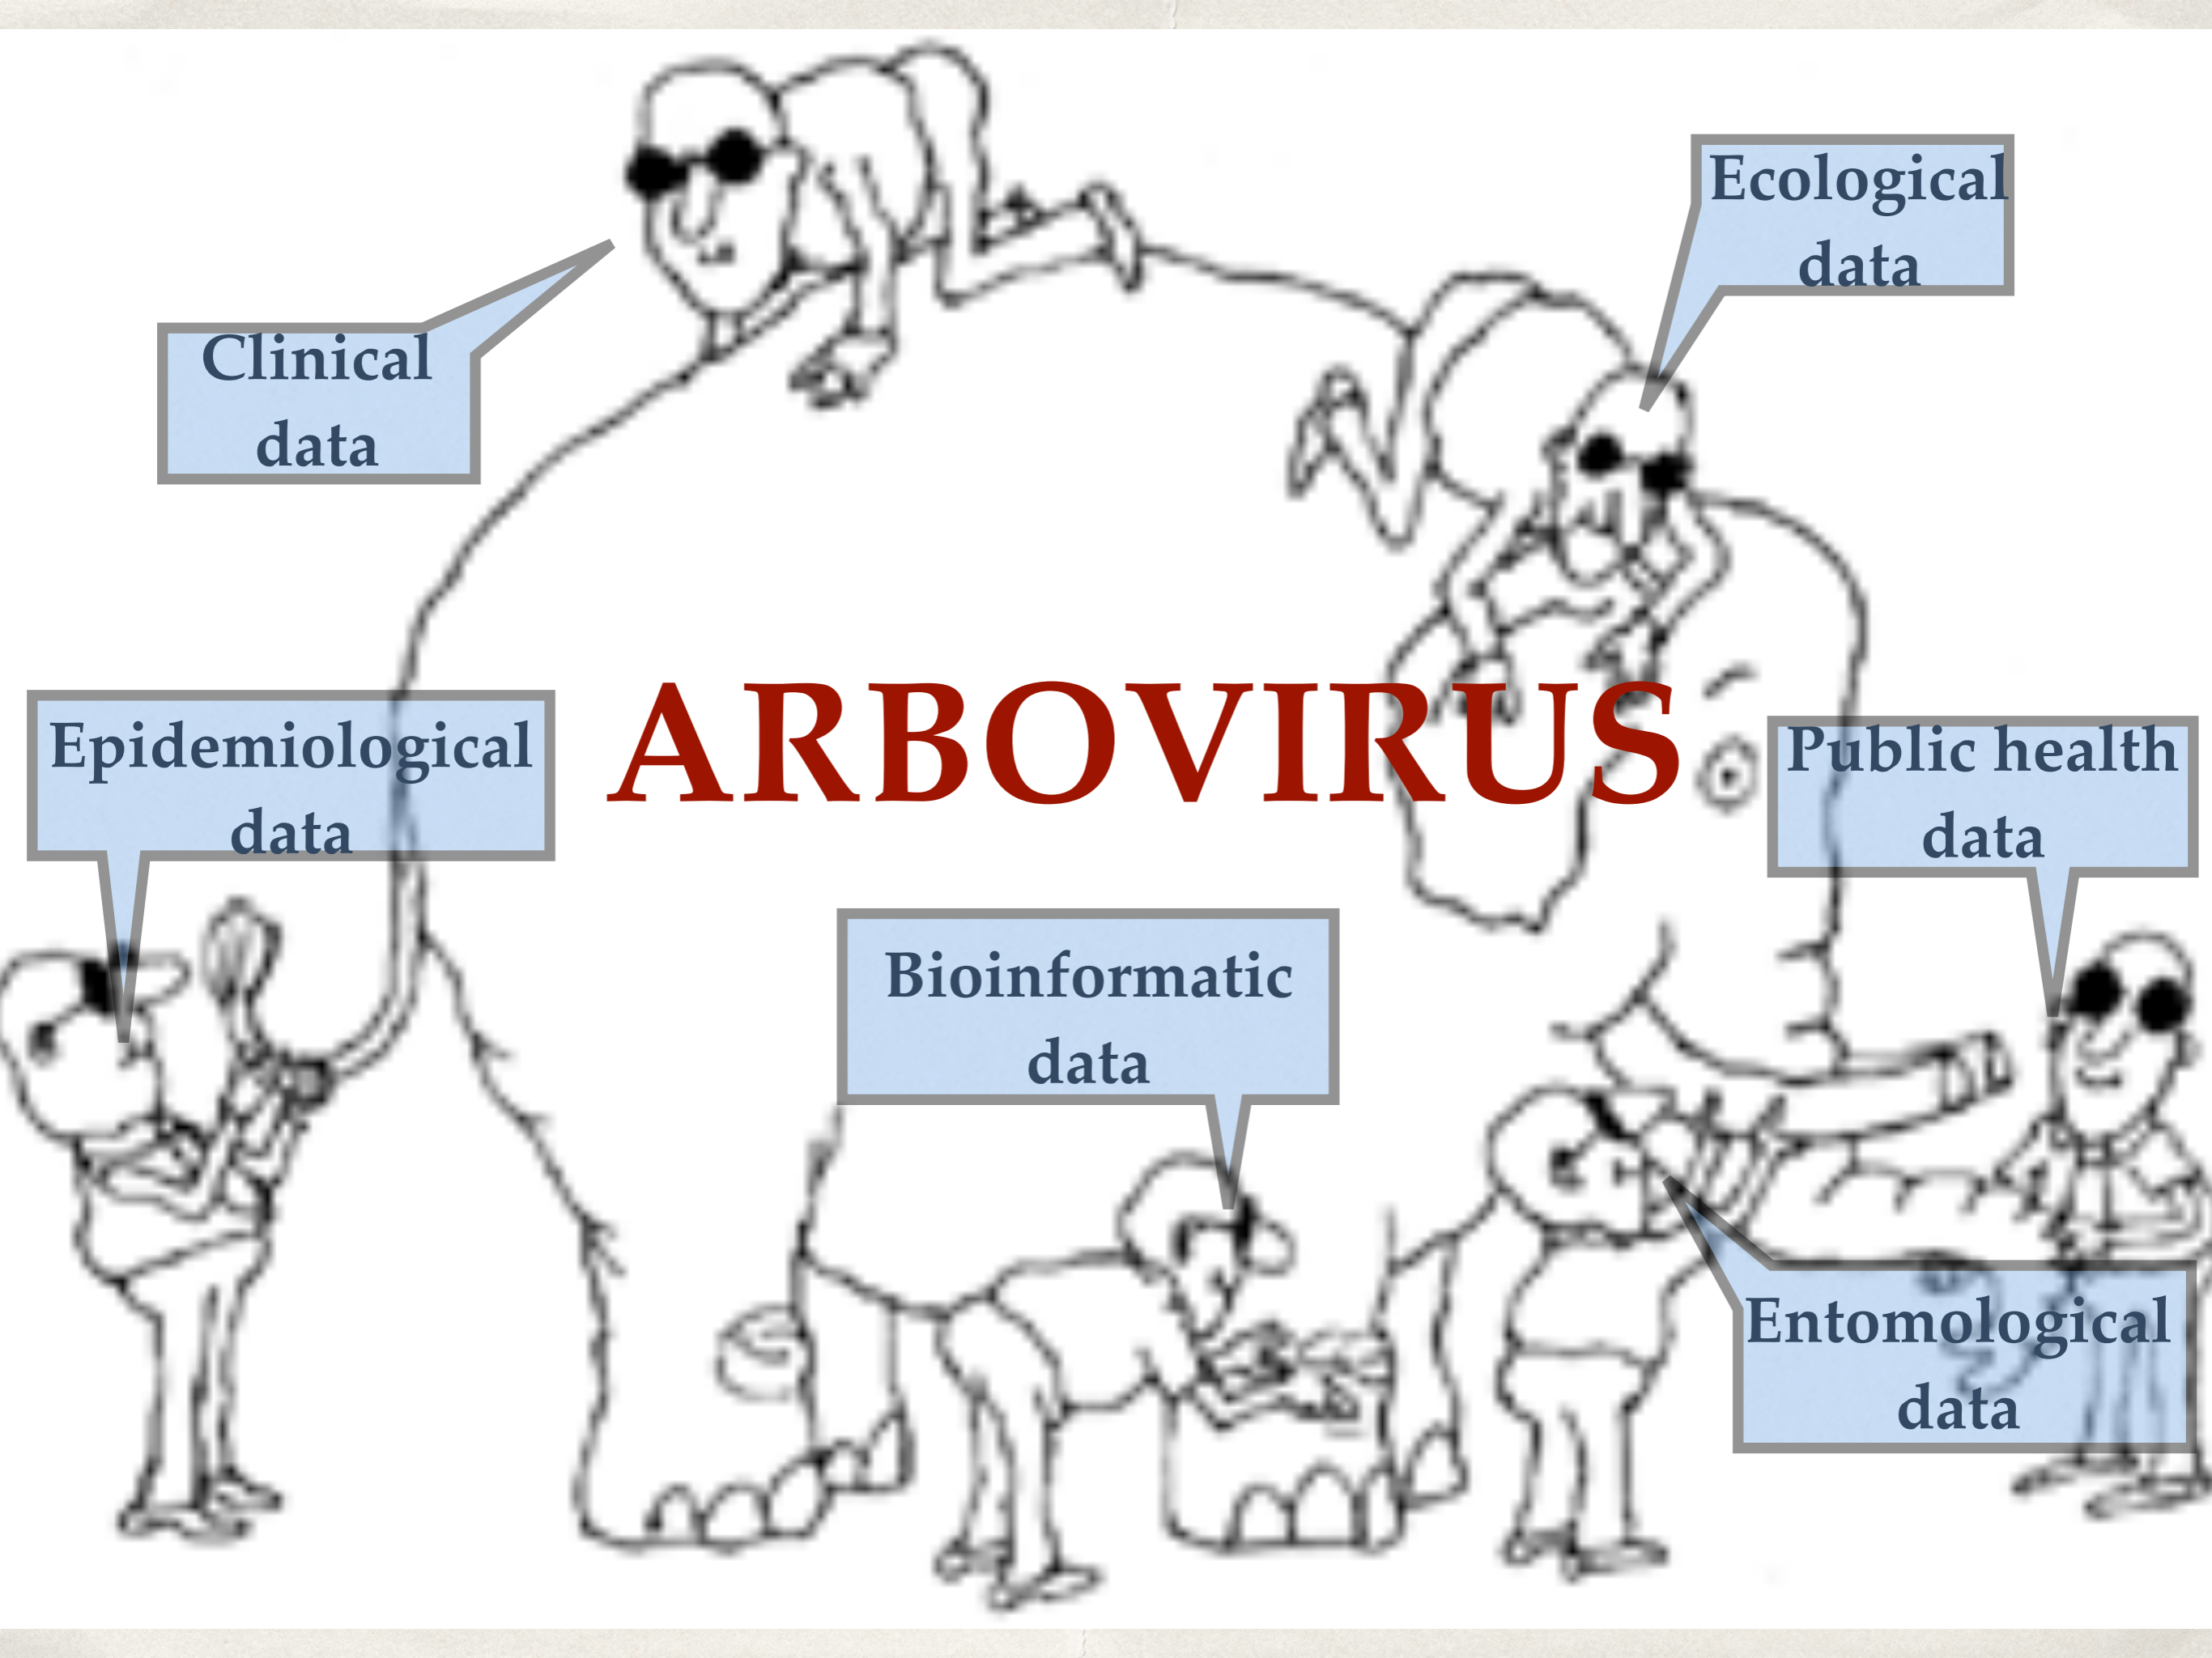 Ecological
data
Clinical
data
ARBOVIRUS
Epidemiological
data
Public health
data
Bioinformatic
data
Entomological
data